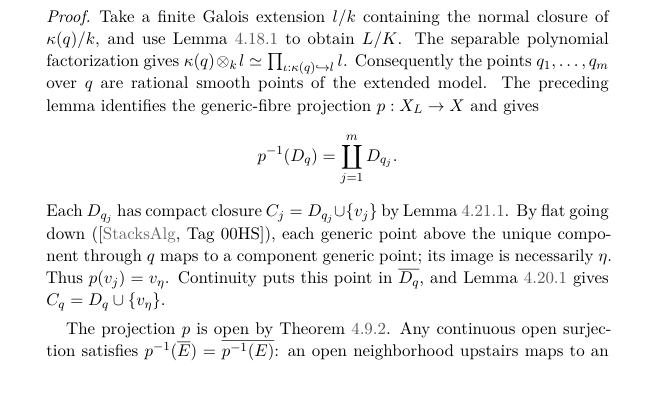 Proof. Take a finite Galois extension l/k containing the normal closure of
κ(q)/k, and use Lemma 4.18.1 to obtain L/K. The separable polynomial
factorization gives κ(q)⊗ₖl ≃ ∏_{ι:κ(q)↪l} l. Consequently the points q₁, …, qₘ
over q are rational smooth points of the extended model. The preceding
lemma identifies the generic-fibre projection p : X_L → X and gives
p⁻¹(D_q) = ∐_{j=1}^{m} D_{q_j}.
Each D_{q_j} has compact closure C_j = D_{q_j}∪{v_j} by Lemma 4.21.1. By flat going
down ([StacksAlg, Tag 00HS]), each generic point above the unique compo-
nent through q maps to a component generic point; its image is necessarily η.
Thus p(v_j) = v_η. Continuity puts this point in \overline{D_q}, and Lemma 4.20.1 gives
C_q = D_q ∪ {v_η}.
The projection p is open by Theorem 4.9.2. Any continuous open surjec-
tion satisfies p⁻¹(\overline{E}) = \overline{p⁻¹(E)}: an open neighborhood upstairs maps to an